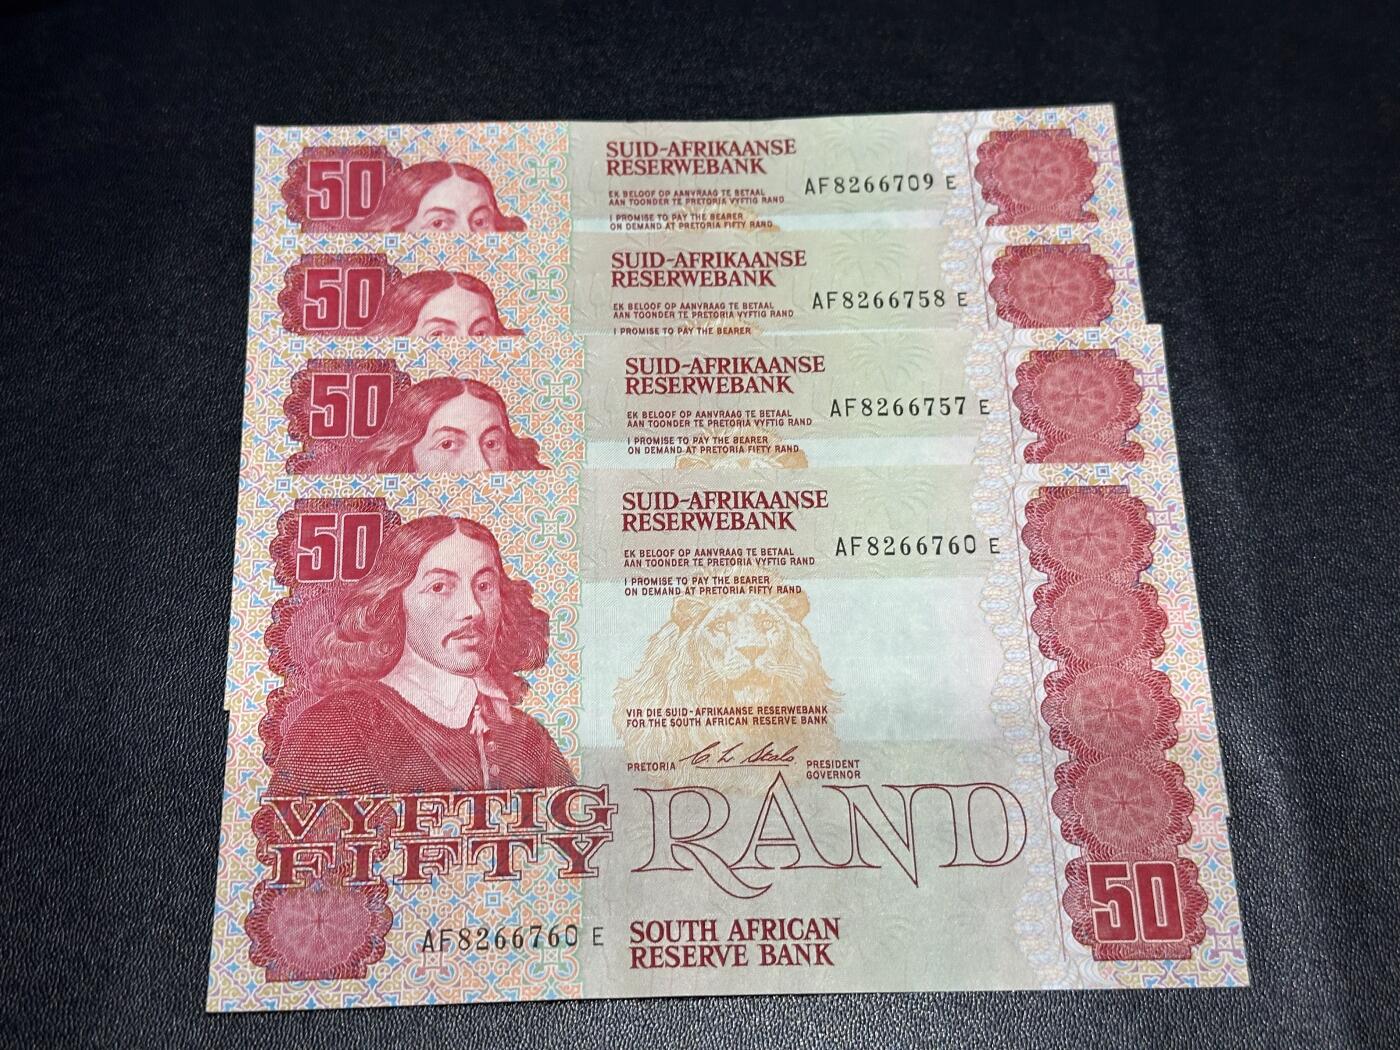 50
SUID-AFRIKAANSE
RESERWEBANK
EK BELOOF OP AANVRAAG TE BETAAL
AAN TOONDER TE PRETORIA VYFTIG RAND
AF8266709 E
I PROMISE TO PAY THE BEARER
ON DEMAND AT PRETORIA FIFTY RAND
50
SUID-AFRIKAANSE
RESERWEBANK
EK BELOOF OP AANVRAAG TE BETAAL
AAN TOONDER TE PRETORIA VYFTIG RAND
AF8266758 E
I PROMISE TO PAY THE BEARER
50
SUID-AFRIKAANSE
RESERWEBANK
EK BELOOF OP AANVRAAG TE BETAAL
AAN TOONDER TE PRETORIA VYFTIG RAND
AF8266757 E
I PROMISE TO PAY THE BEARER
ON DEMAND AT PRETORIA FIFTY RAND
50
SUID-AFRIKAANSE
RESERWEBANK
EK BELOOF OP AANVRAAG TE BETAAL
AAN TOONDER TE PRETORIA VYFTIG RAND
AF8266760 E
I PROMISE TO PAY THE BEARER
ON DEMAND AT PRETORIA FIFTY RAND
VIR DIE SUID-AFRIKAANSE RESERWEBANK
FOR THE SOUTH AFRICAN RESERVE BANK
PRETORIA
PRESIDENT
GOVERNOR
VYFTIG
FIFTY
RAND
50
AF8266760 E
SOUTH AFRICAN
RESERVE BANK